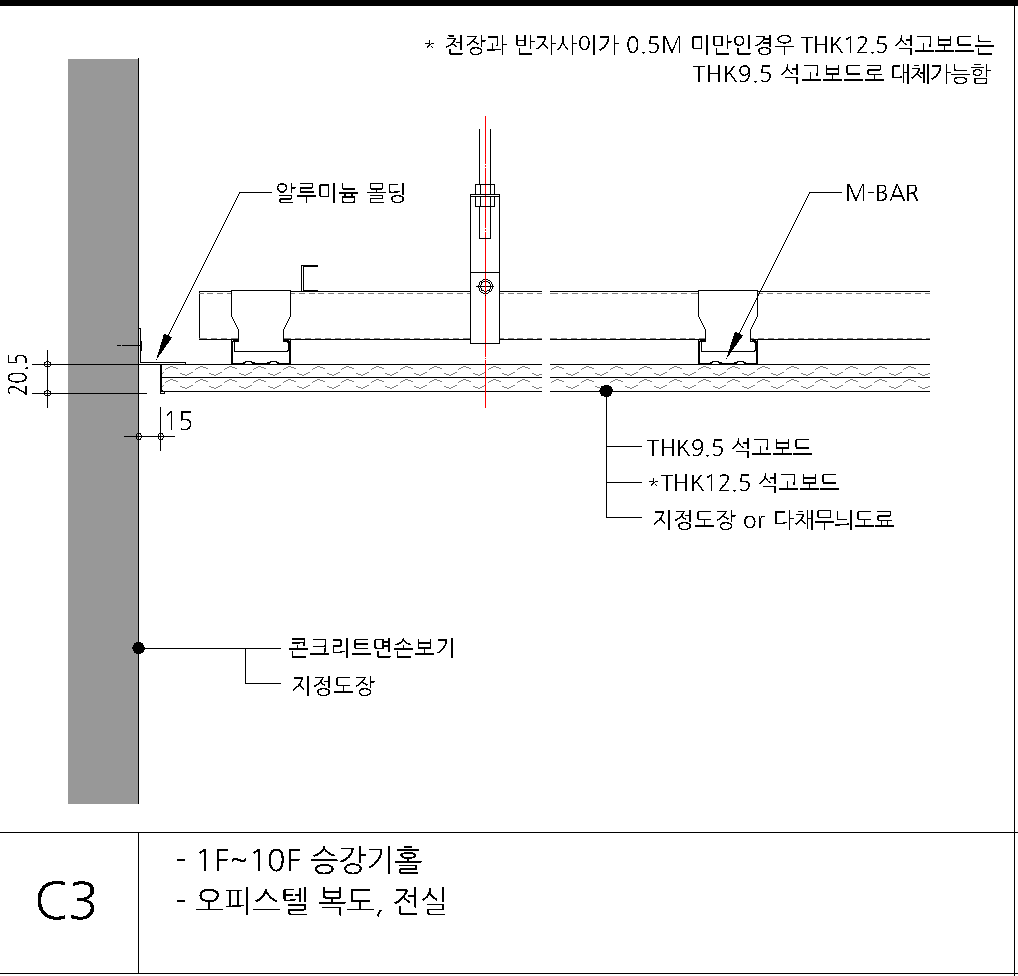 * 천장과 반자사이가 0.5M 미만인경우 THK12.5 석고보드는
THK9.5 석고보드로 대체가능함
알루미늄 몰딩
M-BAR
20.5
15
THK9.5 석고보드
*THK12.5 석고보드
지정도장 or 다채무늬도료
콘크리트면손보기
지정도장
C3
- 1F~10F 승강기홀
- 오피스텔 복도, 전실